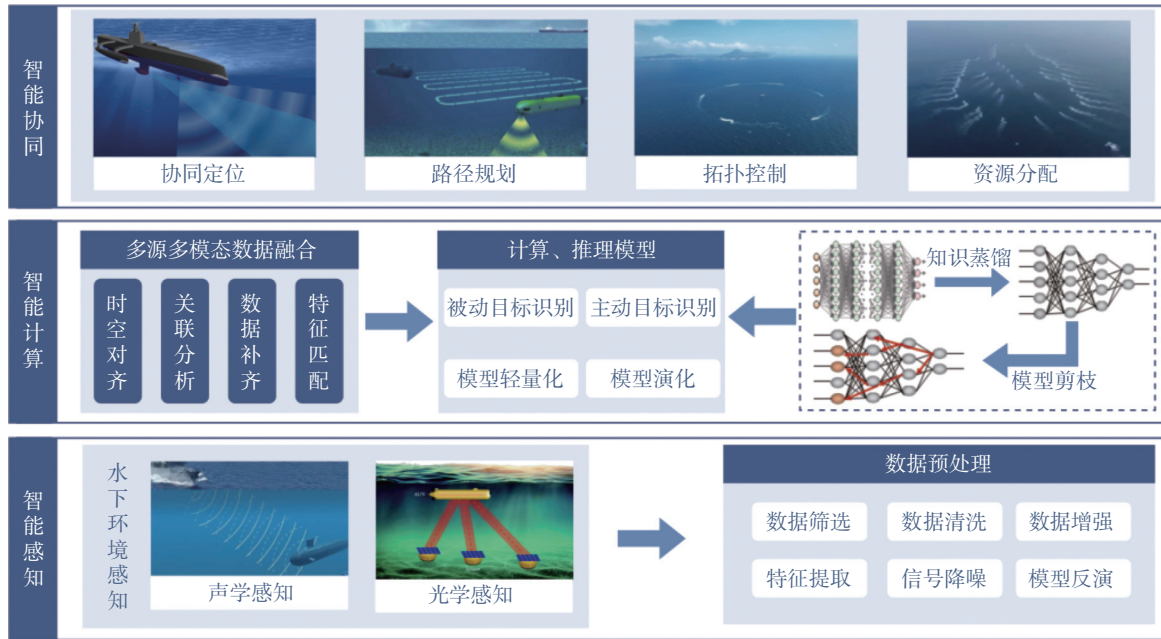 智能协同
协同定位
路径规划
拓扑控制
资源分配
智能计算
多源多模态数据融合
时空对齐
关联分析
数据补齐
特征匹配
计算、推理模型
被动目标识别
主动目标识别
模型轻量化
模型演化
知识蒸馏
模型剪枝
智能感知
水下环境感知
声学感知
光学感知
数据预处理
数据筛选
数据清洗
数据增强
特征提取
信号降噪
模型反演